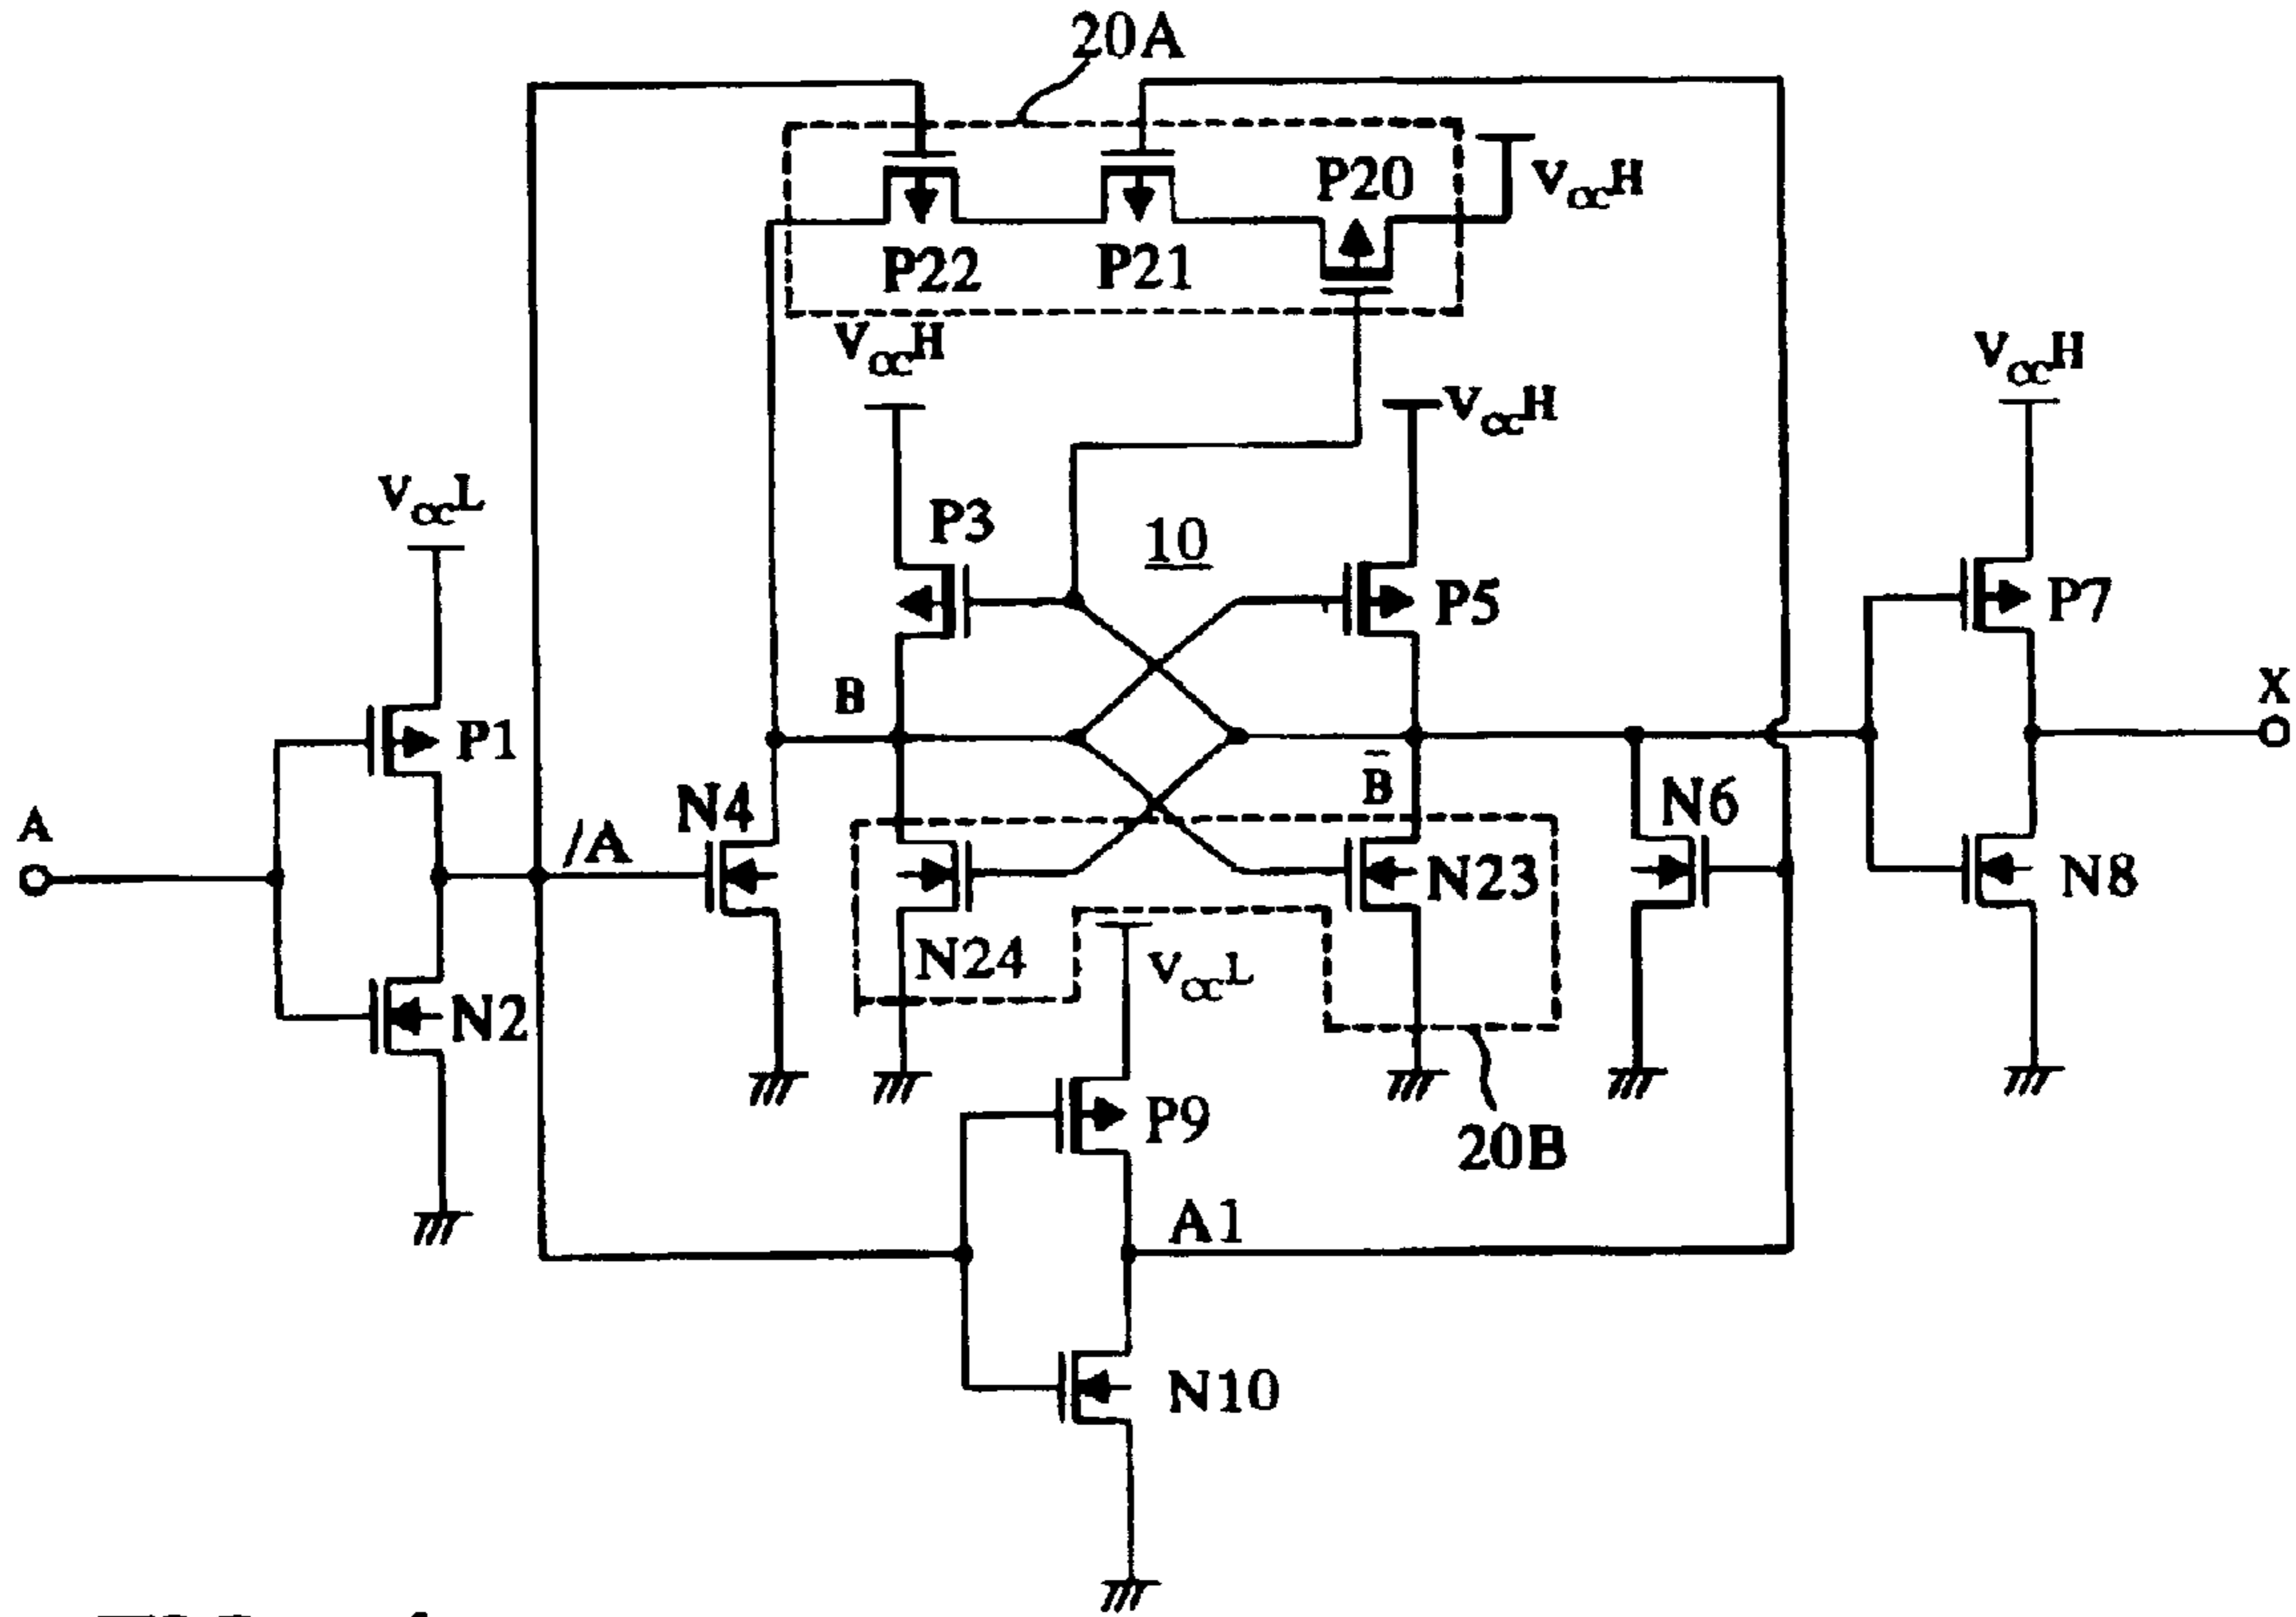 20A
P20
VccH
P22
P21
VccH
VccH
VccH
VccL
P3
10
P5
P7
B
X
P1
A
/A
N4
B̃
N6
N23
N8
N24
VccL
N2
P9
20B
A1
N10